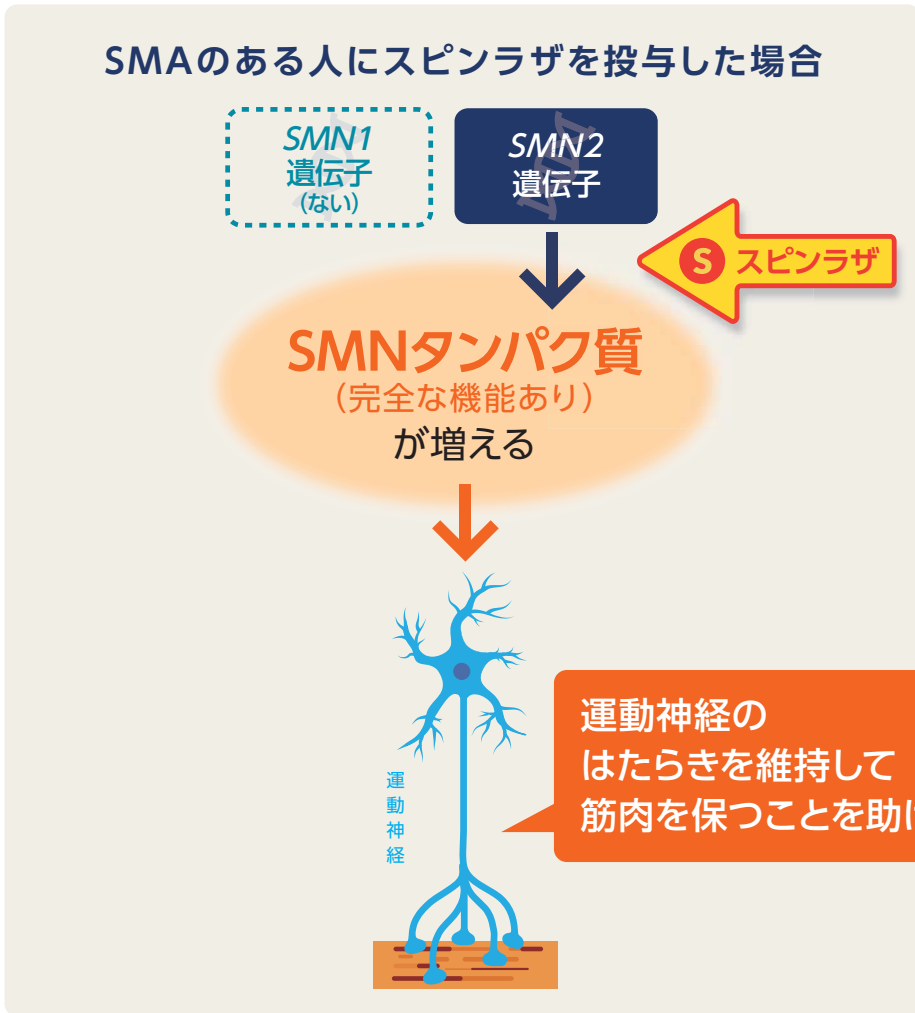 SMAのある人にスピンラザを投与した場合
SMN1
遺伝子
（ない）
SMN2
遺伝子
S スピンラザ
SMNタンパク質
（完全な機能あり）
が増える
運動神経の
はたらきを維持して
筋肉を保つことを助け
運動神経